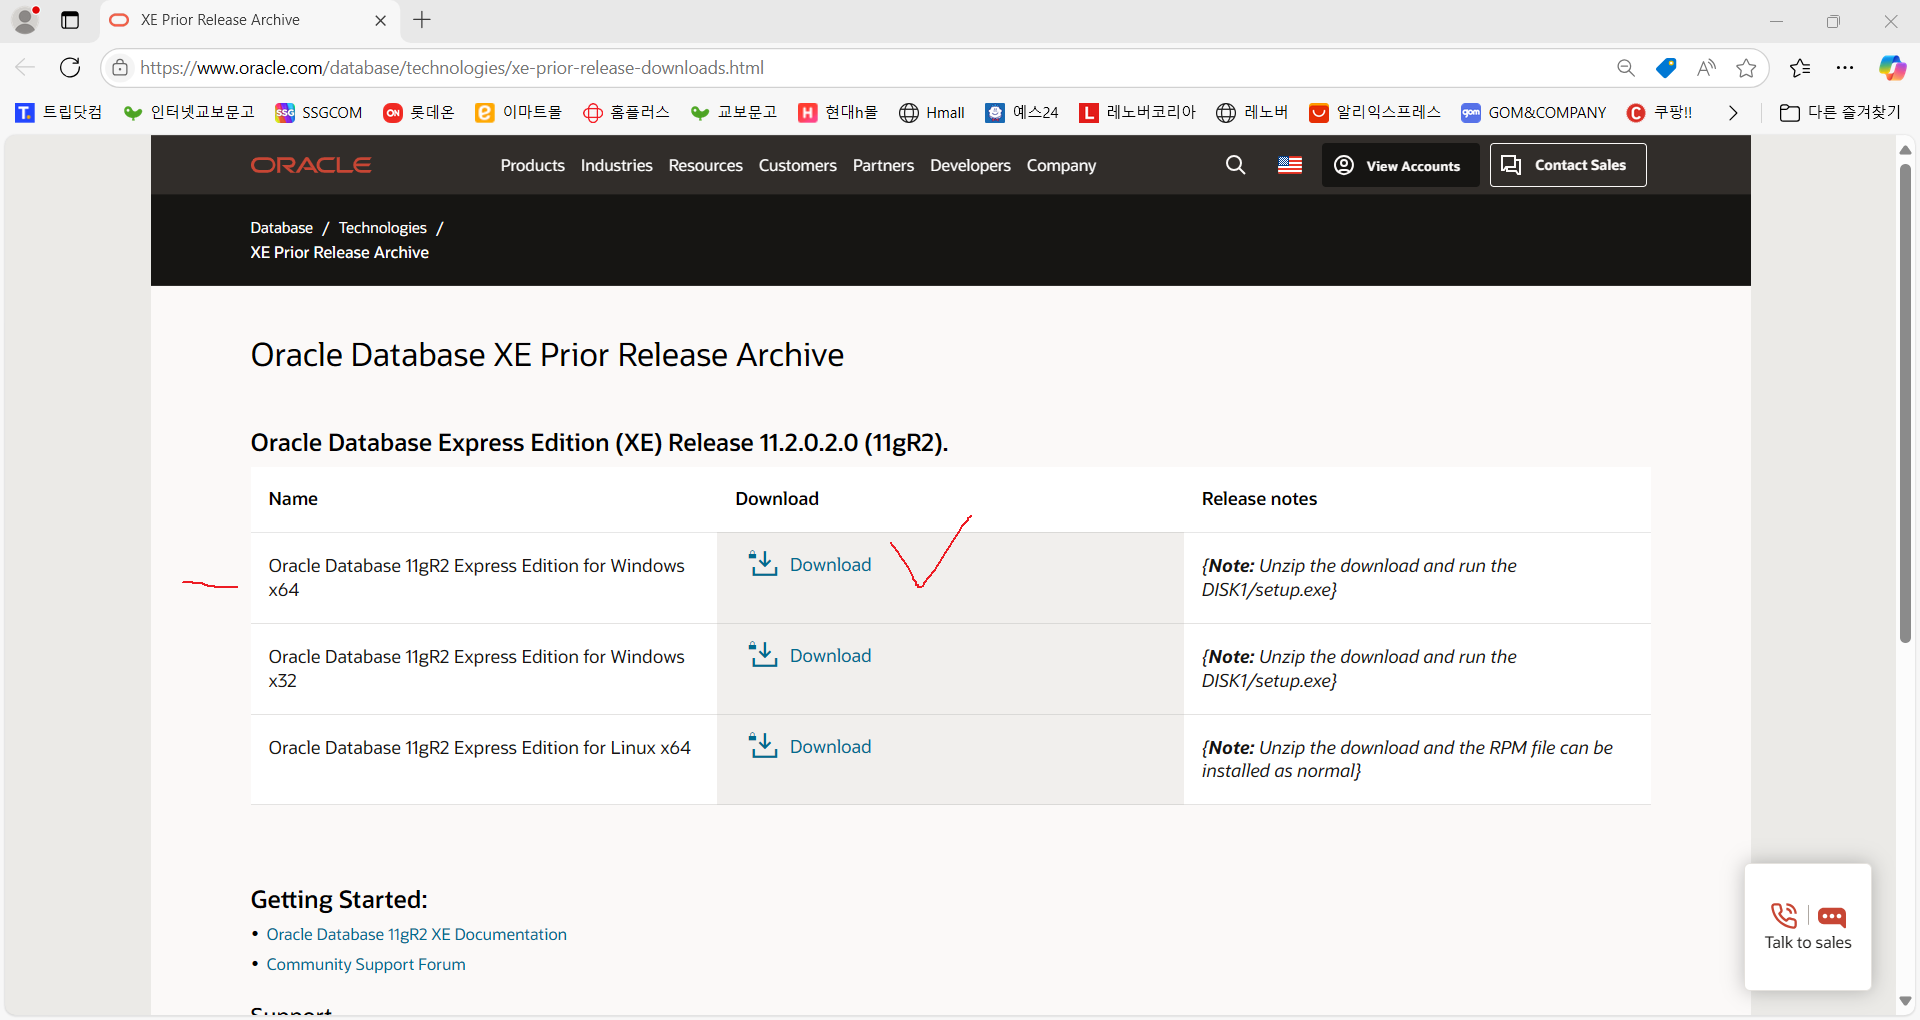 XE Prior Release Archive
https://www.oracle.com/database/technologies/xe-prior-release-downloads.html
트립닷컴 인터넷교보문고 SSG SSGCOM ON 롯데온 이마트몰 홈플러스 교보문고 H 현대h몰 Hmall 예스24 L 레노버코리아 레노버 알리익스프레스 gom GOM&COMPANY C 쿠팡!! 다른 즐겨찾기
ORACLE Products Industries Resources Customers Partners Developers Company View Accounts Contact Sales
Database / Technologies /
XE Prior Release Archive
Oracle Database XE Prior Release Archive
Oracle Database Express Edition (XE) Release 11.2.0.2.0 (11gR2).
Name Download Release notes
Oracle Database 11gR2 Express Edition for Windows x64
Download
{Note: Unzip the download and run the DISK1/setup.exe}
Oracle Database 11gR2 Express Edition for Windows x32
Download
{Note: Unzip the download and run the DISK1/setup.exe}
Oracle Database 11gR2 Express Edition for Linux x64
Download
{Note: Unzip the download and the RPM file can be installed as normal}
Getting Started:
• Oracle Database 11gR2 XE Documentation
• Community Support Forum
Support
Talk to sales